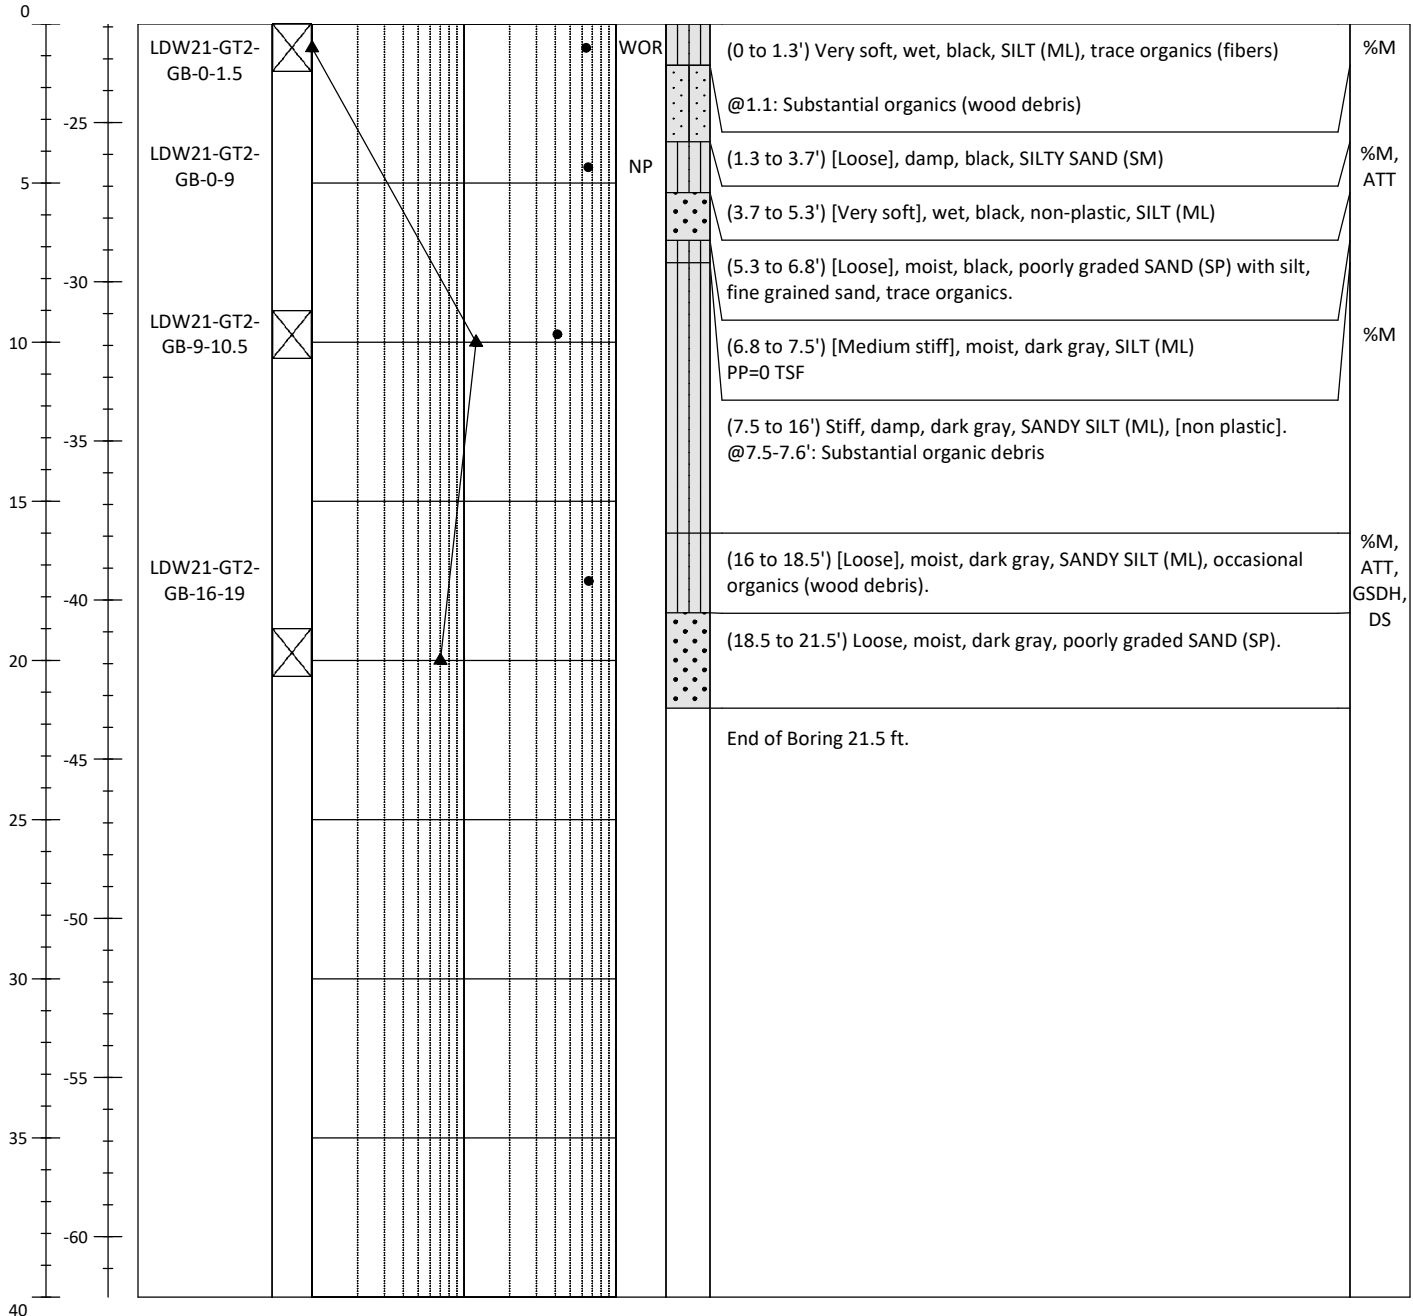 0
5
10
15
20
25
30
35
40
-25
-30
-35
-40
-45
-50
-55
-60
LDW21-GT2-
GB-0-1.5
LDW21-GT2-
GB-0-9
LDW21-GT2-
GB-9-10.5
LDW21-GT2-
GB-16-19
WOR
NP
(0 to 1.3') Very soft, wet, black, SILT (ML), trace organics (fibers)
@1.1: Substantial organics (wood debris)
(1.3 to 3.7') [Loose], damp, black, SILTY SAND (SM)
(3.7 to 5.3') [Very soft], wet, black, non-plastic, SILT (ML)
(5.3 to 6.8') [Loose], moist, black, poorly graded SAND (SP) with silt,
fine grained sand, trace organics.
(6.8 to 7.5') [Medium stiff], moist, dark gray, SILT (ML)
PP=0 TSF
(7.5 to 16') Stiff, damp, dark gray, SANDY SILT (ML), [non plastic].
@7.5-7.6': Substantial organic debris
(16 to 18.5') [Loose], moist, dark gray, SANDY SILT (ML), occasional
organics (wood debris).
(18.5 to 21.5') Loose, moist, dark gray, poorly graded SAND (SP).
End of Boring 21.5 ft.
%M
%M,
ATT
%M
%M,
ATT,
GSDH,
DS